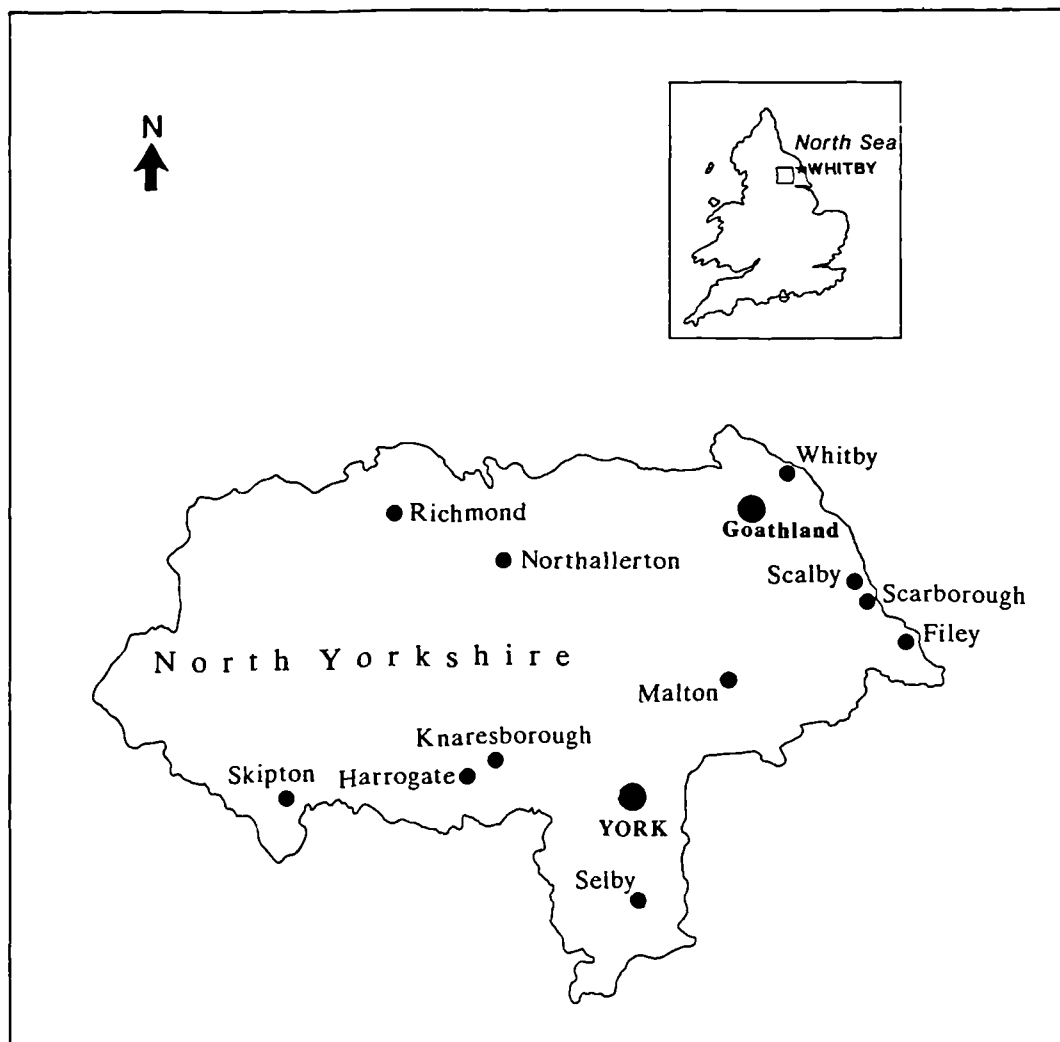 N
North Sea
WHITBY
Whitby
Richmond
Goathland
Northallerton
Scalby
Scarborough
Filey
North Yorkshire
Malton
Knaresborough
Skipton
Harrogate
YORK
Selby